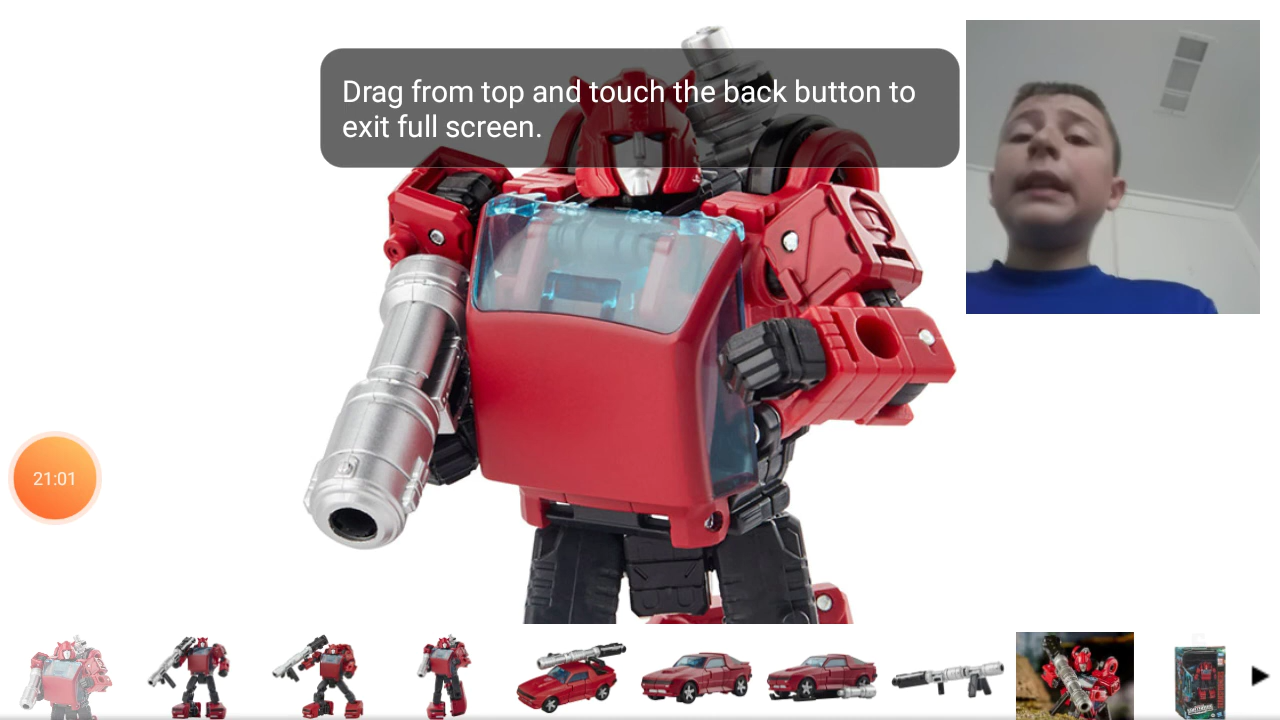 Drag from top and touch the back button to
exit full screen.
21:01